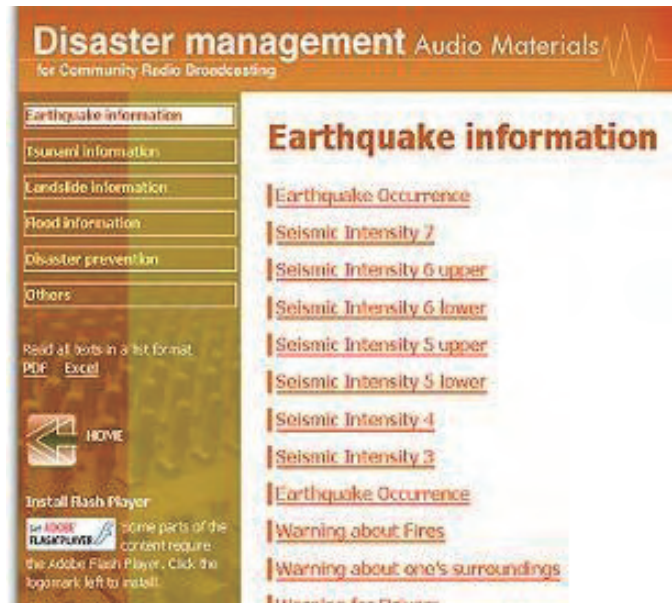 Disaster management Audio Materials
for Community Radio Broadcasting
Earthquake information
Tsunami information
Landslide information
Flood information
Disaster prevention
Others
Read all texts in a list format
PDF Excel
HOME
Install Flash Player
Get ADOBE
FLASH PLAYER
Some parts of the
content require
the Adobe Flash Player. Click the
logomark left to install.
Earthquake information
Earthquake Occurrence
Seismic Intensity 7
Seismic Intensity 6 upper
Seismic Intensity 6 lower
Seismic Intensity 5 upper
Seismic Intensity 5 lower
Seismic Intensity 4
Seismic Intensity 3
Earthquake Occurrence
Warning about Fires
Warning about one's surroundings
Warning for Drivers